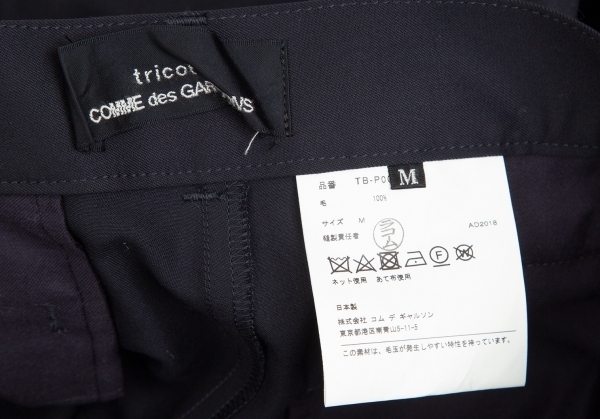 tricot
COMME des GARÇONS
M
品番 TB-P0
毛 100%
サイズ M
縫製責任者 コム AD2018
F W
ネット使用 あて布使用
日本製
株式会社 コム デ ギャルソン
東京都港区南青山5-11-5
この素材は、毛玉が発生しやすい特性を持っています。